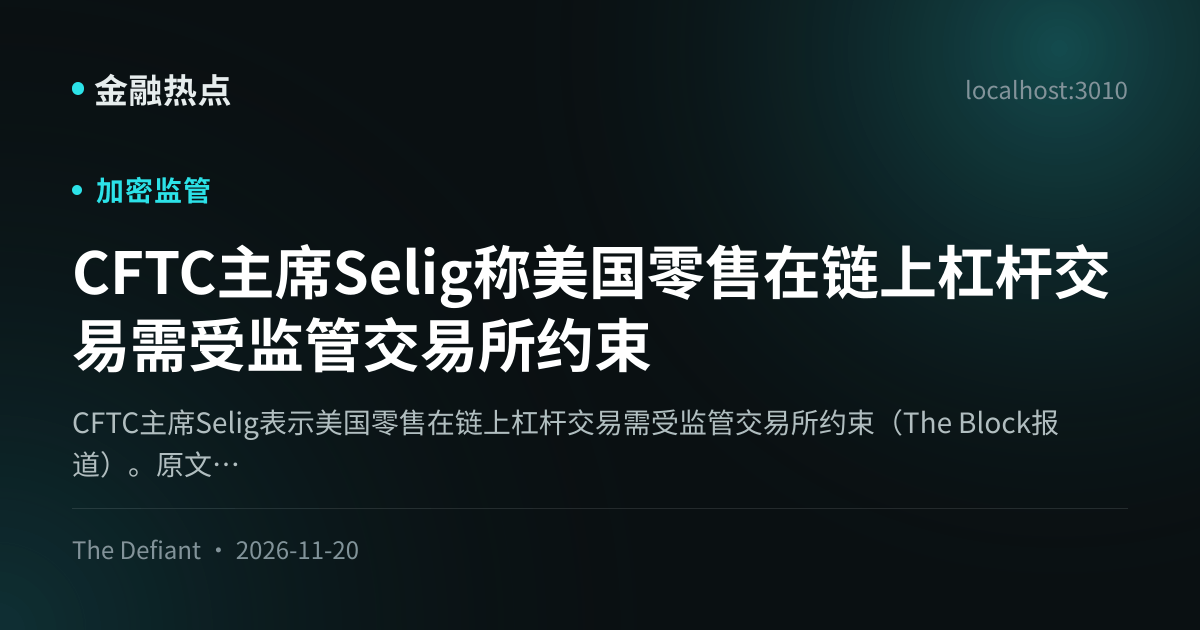 金融热点
localhost:3010
加密监管
CFTC主席Selig称美国零售在链上杠杆交
易需受监管交易所约束
CFTC主席Selig表示美国零售在链上杠杆交易需受监管交易所约束（The Block报
道）。原文…
The Defiant · 2026-11-20